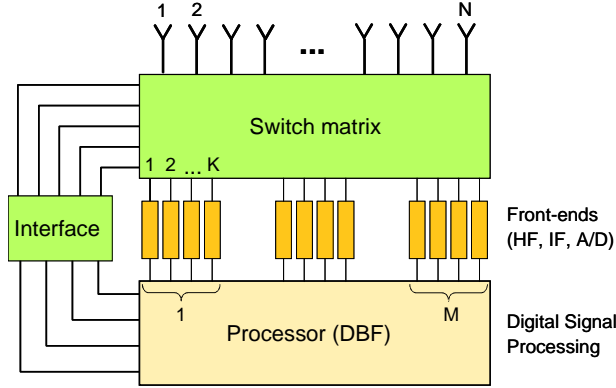 1 2 ... N
Switch matrix
1 2 ... K
Interface
Front-ends
(HF, IF, A/D)
1 M
Processor (DBF)
Digital Signal
Processing